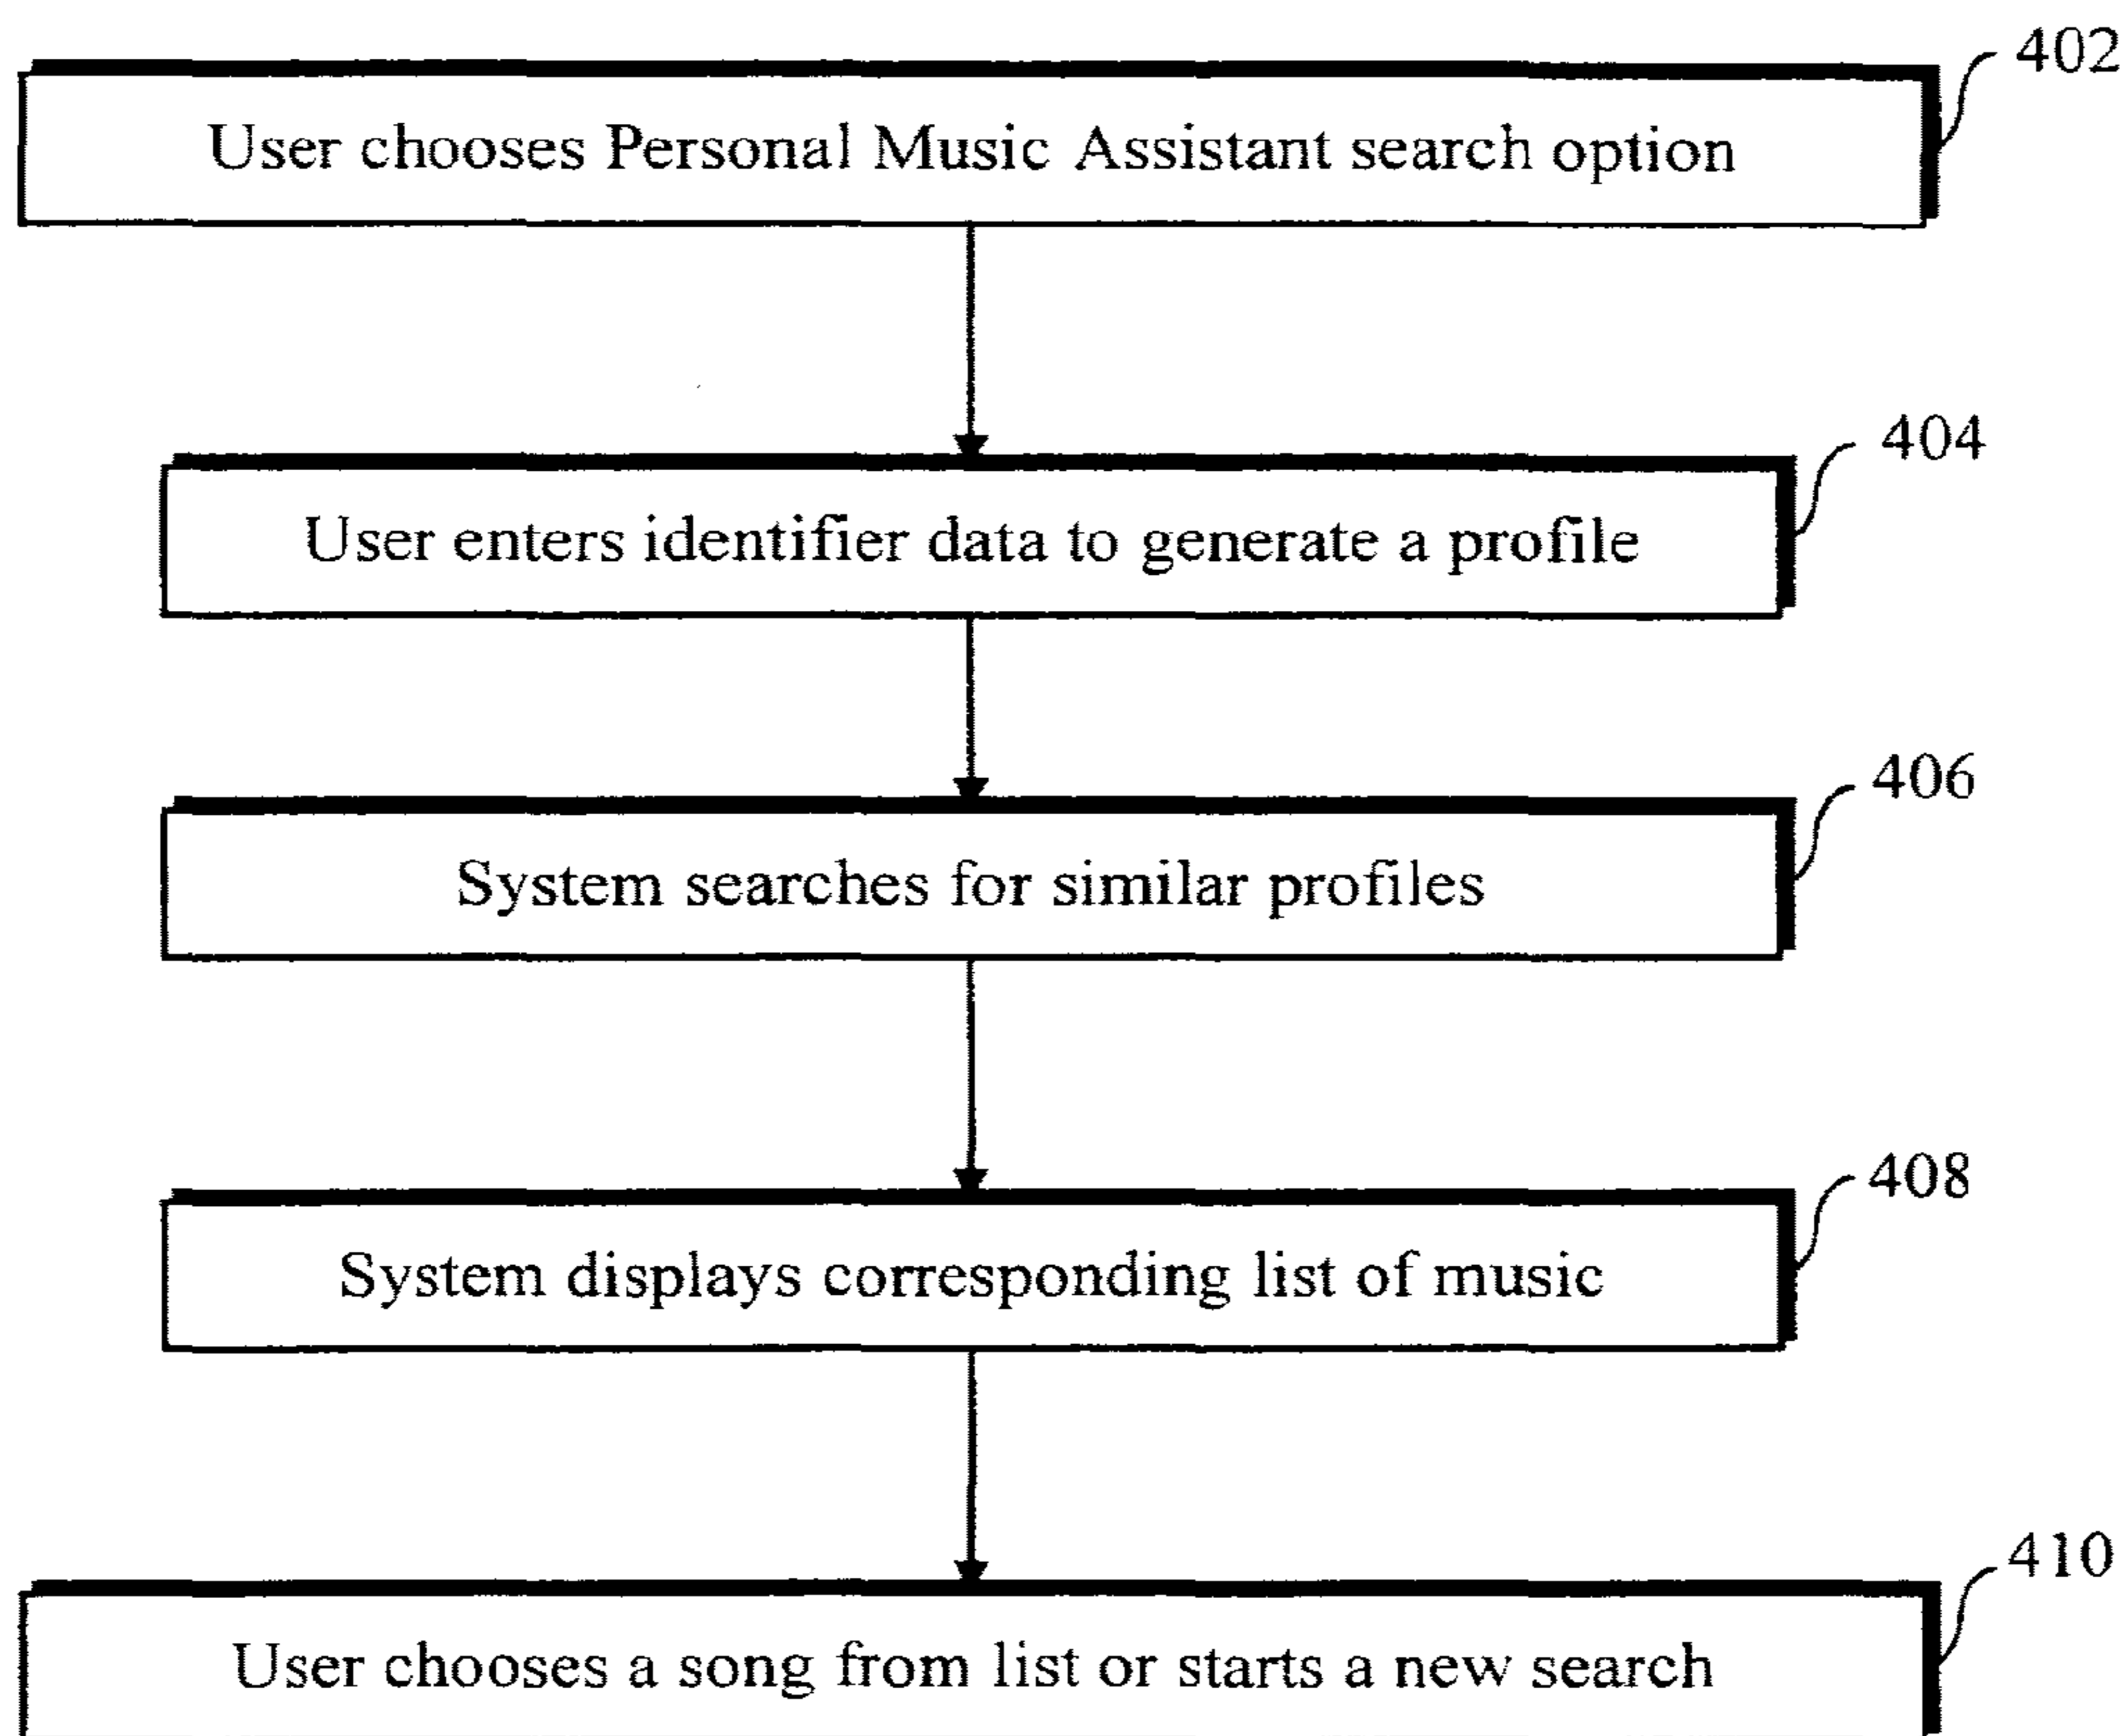 402
User chooses Personal Music Assistant search option
404
User enters identifier data to generate a profile
406
System searches for similar profiles
408
System displays corresponding list of music
410
User chooses a song from list or starts a new search